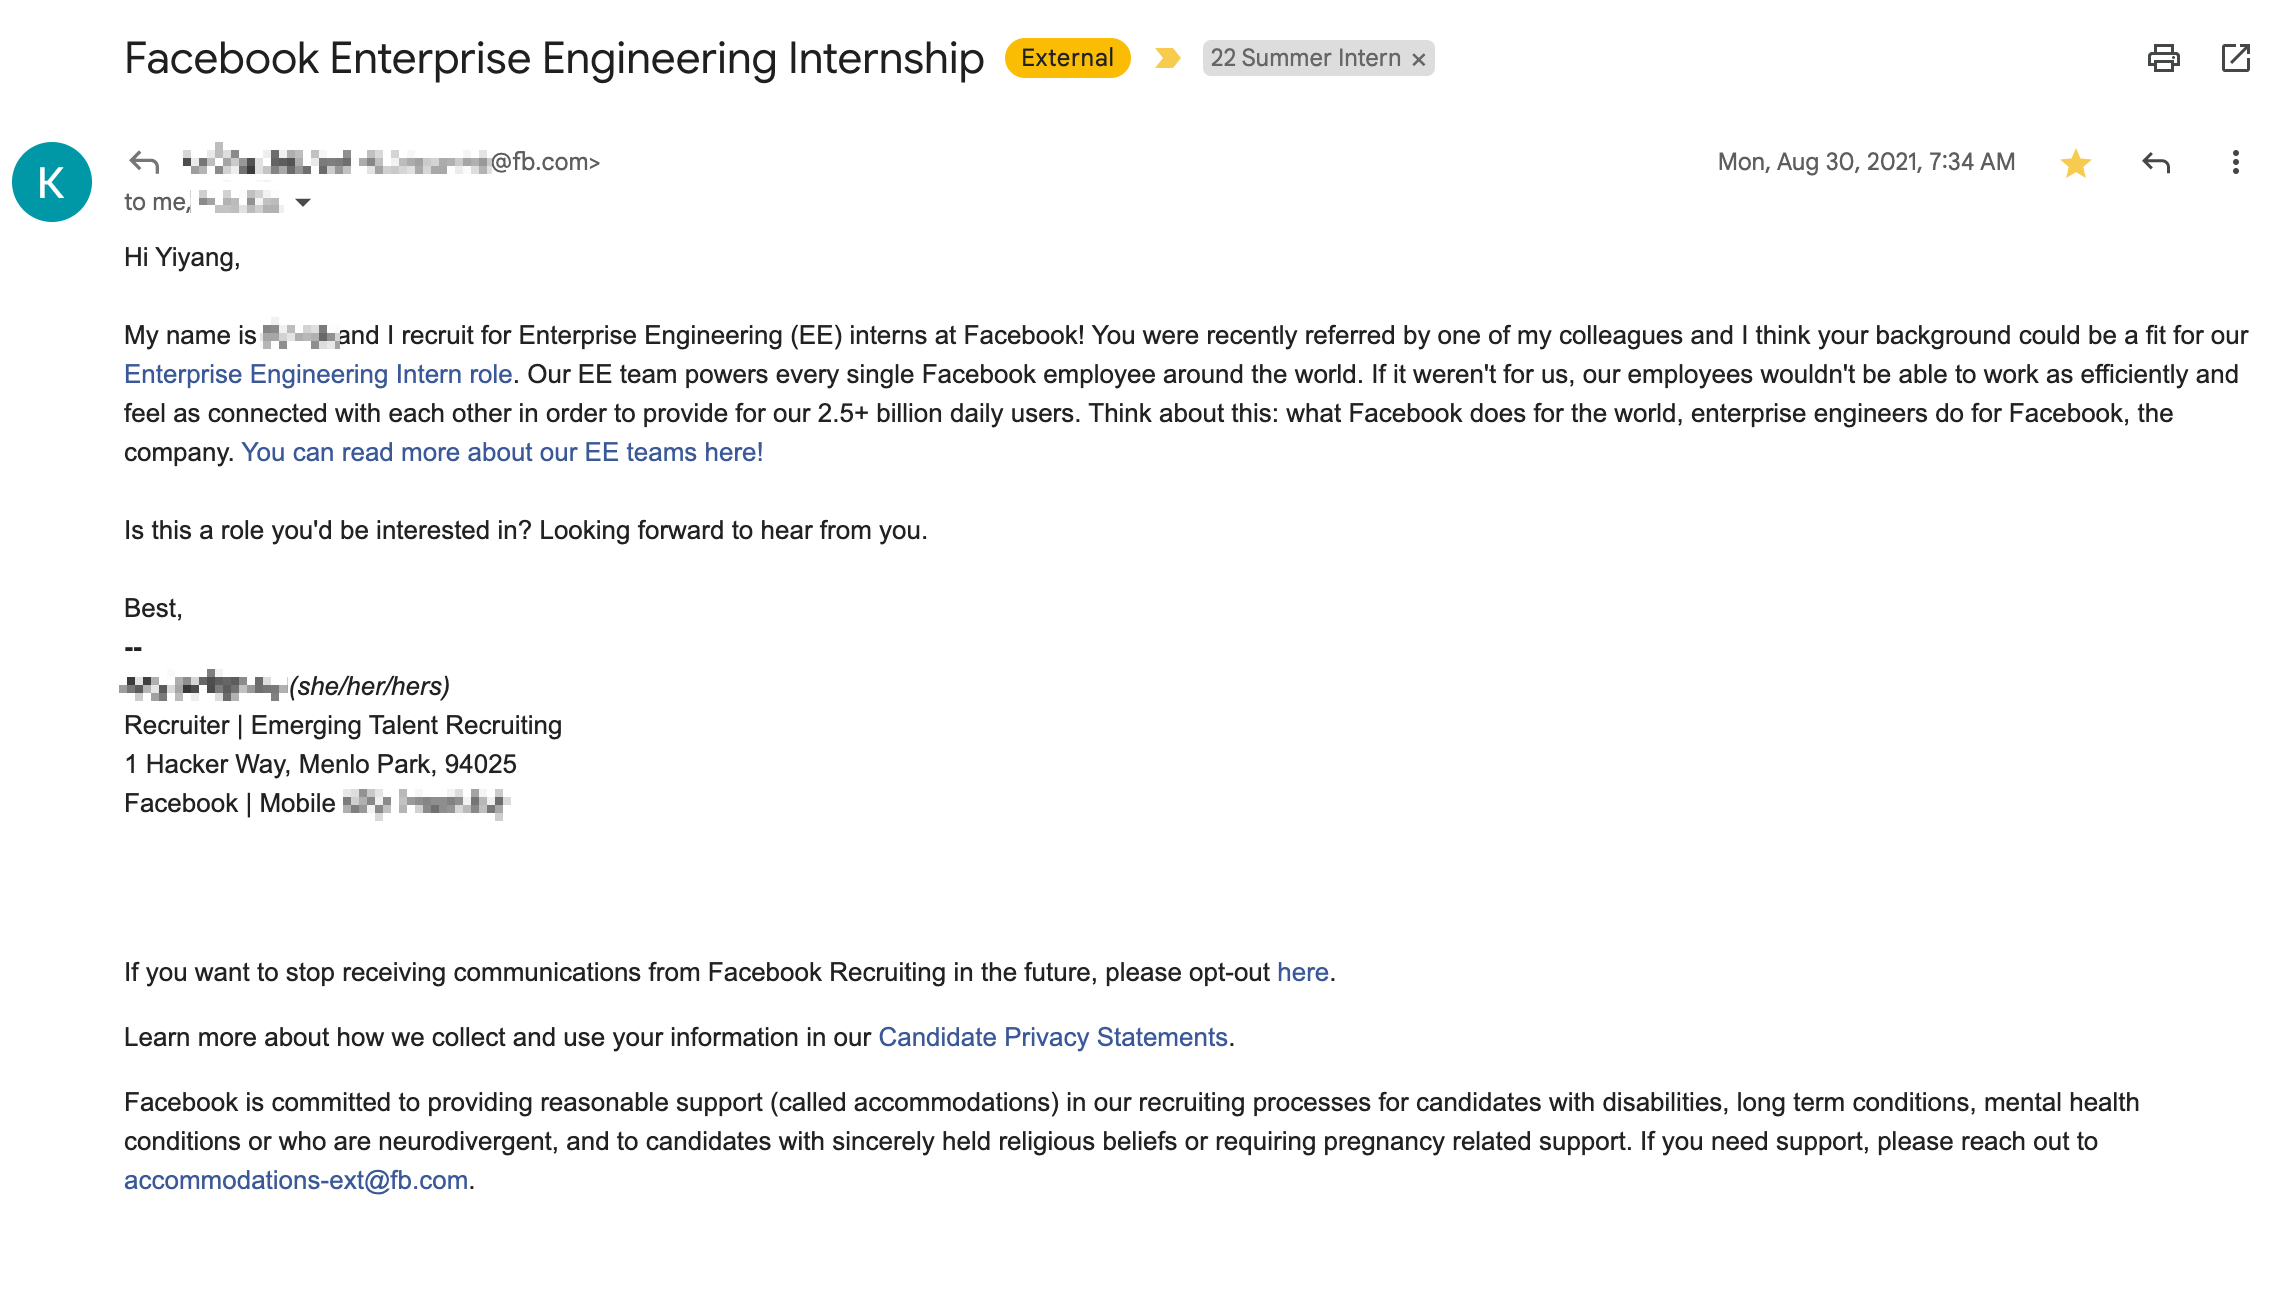 Facebook Enterprise Engineering Internship External 22 Summer Intern ×
K
@fb.com> Mon, Aug 30, 2021, 7:34 AM
to me,
Hi Yiyang,
My name is and I recruit for Enterprise Engineering (EE) interns at Facebook! You were recently referred by one of my colleagues and I think your background could be a fit for our
Enterprise Engineering Intern role. Our EE team powers every single Facebook employee around the world. If it weren't for us, our employees wouldn't be able to work as efficiently and
feel as connected with each other in order to provide for our 2.5+ billion daily users. Think about this: what Facebook does for the world, enterprise engineers do for Facebook, the
company. You can read more about our EE teams here!
Is this a role you'd be interested in? Looking forward to hear from you.
Best,
--
(she/her/hers)
Recruiter | Emerging Talent Recruiting
1 Hacker Way, Menlo Park, 94025
Facebook | Mobile
If you want to stop receiving communications from Facebook Recruiting in the future, please opt-out here.
Learn more about how we collect and use your information in our Candidate Privacy Statements.
Facebook is committed to providing reasonable support (called accommodations) in our recruiting processes for candidates with disabilities, long term conditions, mental health
conditions or who are neurodivergent, and to candidates with sincerely held religious beliefs or requiring pregnancy related support. If you need support, please reach out to
accommodations-ext@fb.com.